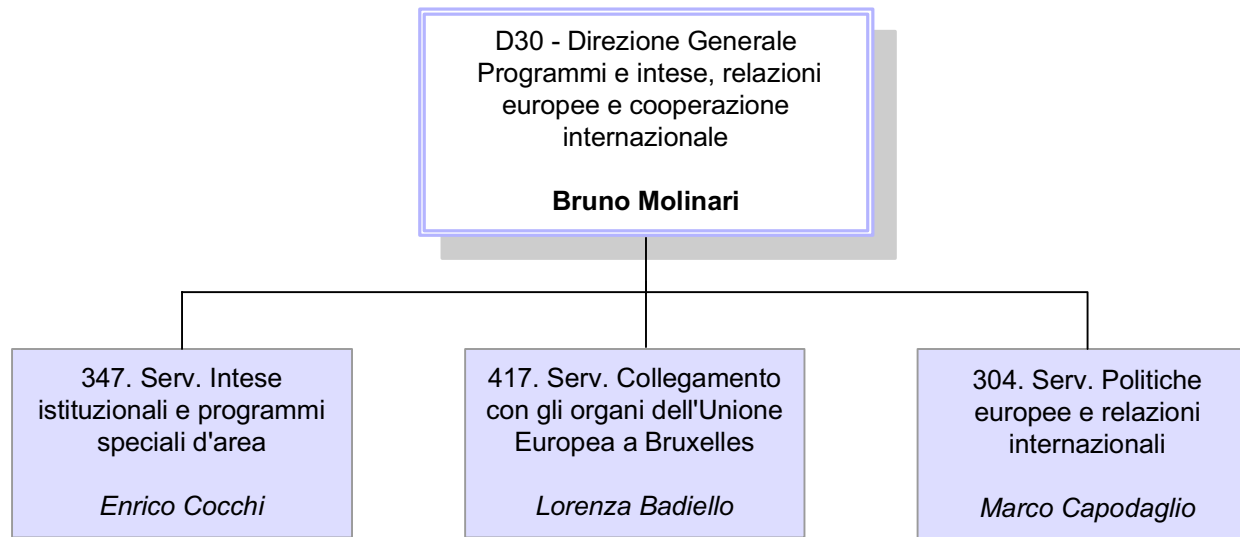 D30 - Direzione Generale
Programmi e intese, relazioni
europee e cooperazione
internazionale
Bruno Molinari
347. Serv. Intese
istituzionali e programmi
speciali d'area
Enrico Cocchi
417. Serv. Collegamento
con gli organi dell'Unione
Europea a Bruxelles
Lorenza Badiello
304. Serv. Politiche
europee e relazioni
internazionali
Marco Capodaglio